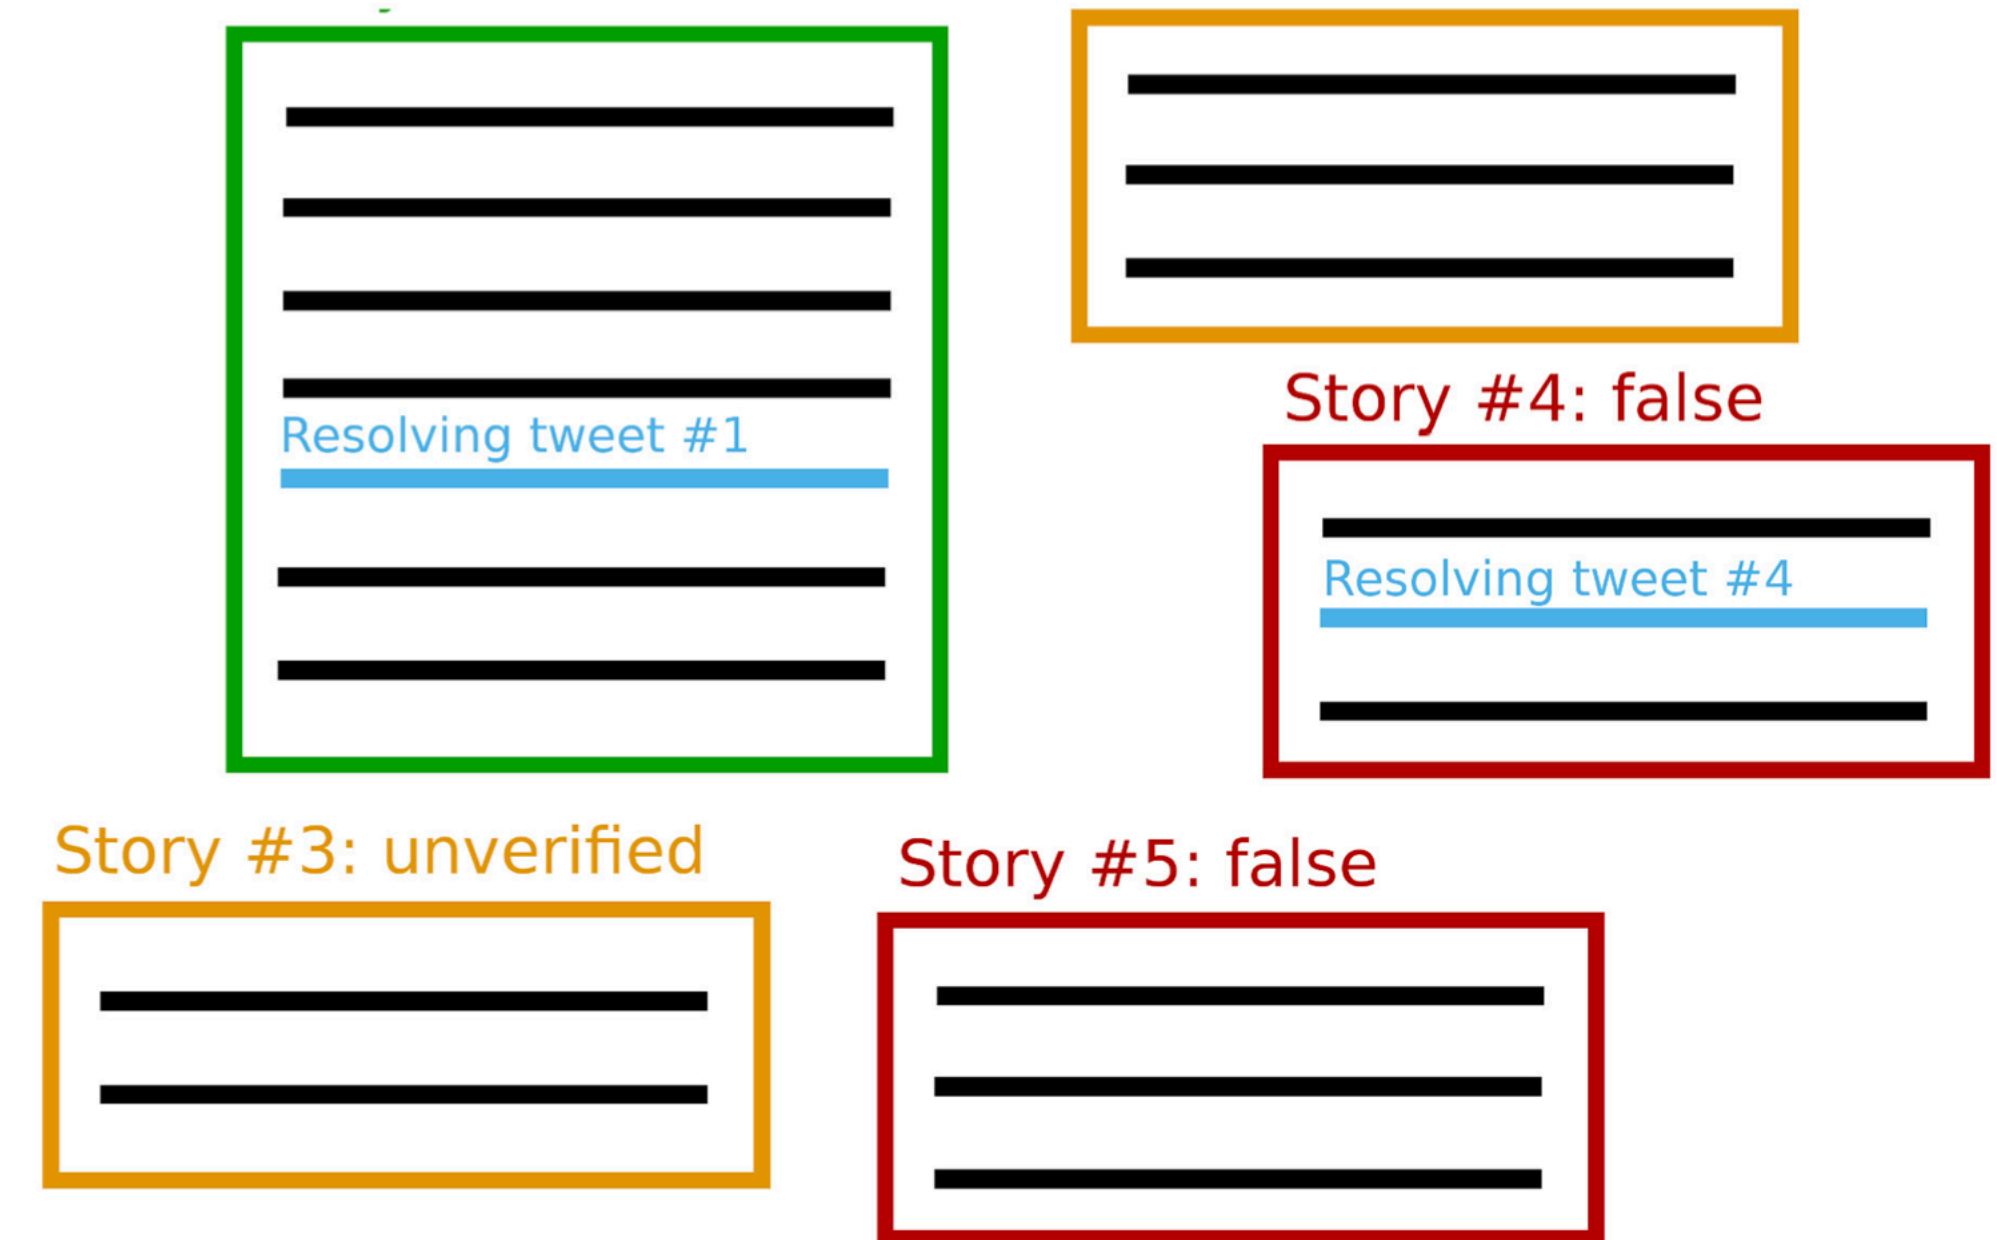 Resolving tweet #1
Story #4: false
Resolving tweet #4
Story #3: unverified
Story #5: false